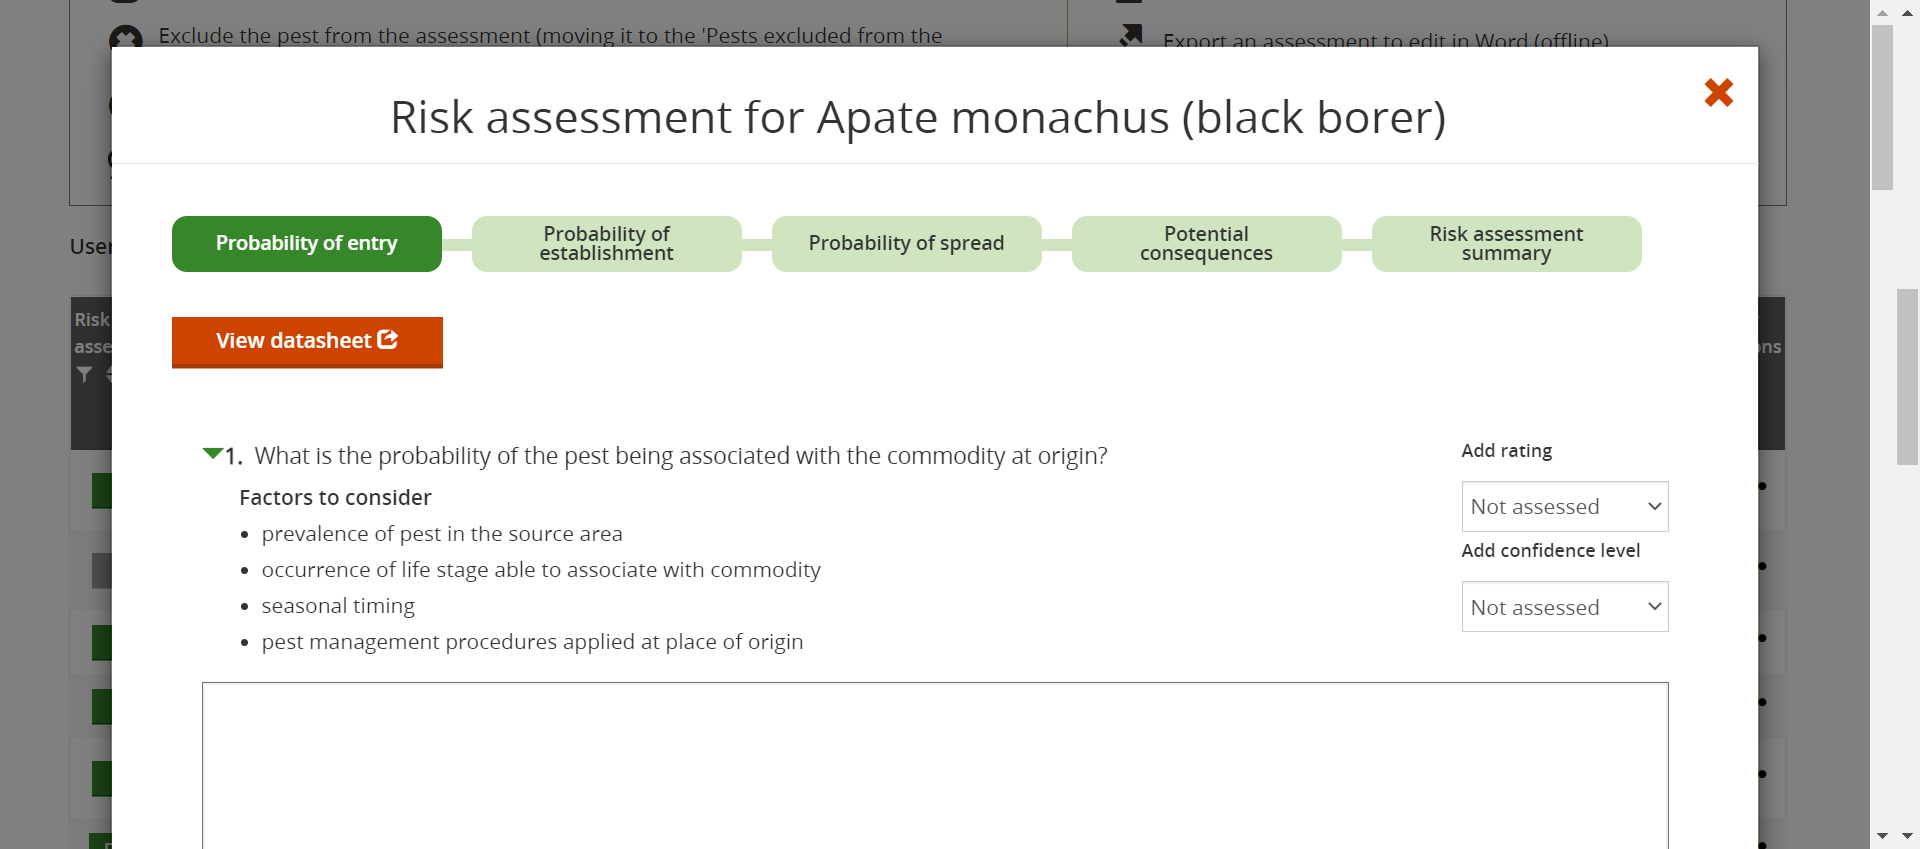 Exclude the pest from the assessment (moving it to the 'Pests excluded from the
Export an assessment to edit in Word (offline)
Risk assessment for Apate monachus (black borer)
Probability of entry
Probability of
establishment
Probability of spread
Potential
consequences
Risk assessment
summary
User
Risk
asse
ons
View datasheet
1. What is the probability of the pest being associated with the commodity at origin?
Add rating
Factors to consider
Not assessed
• prevalence of pest in the source area
Add confidence level
• occurrence of life stage able to associate with commodity
Not assessed
• seasonal timing
• pest management procedures applied at place of origin